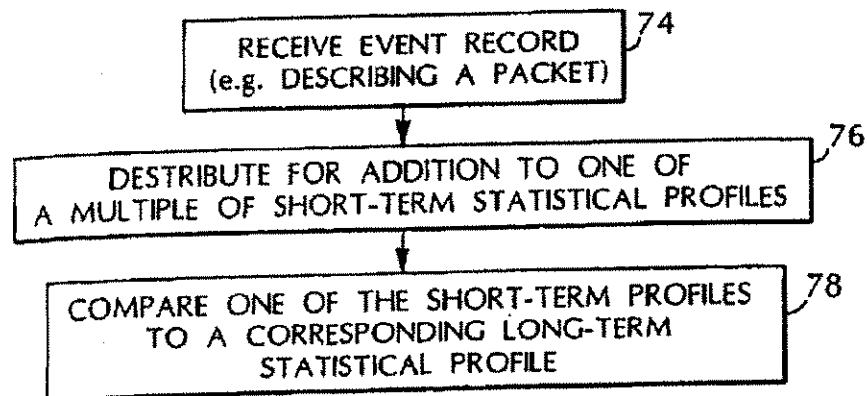 RECEIVE EVENT RECORD
(e.g. DESCRIBING A PACKET)
74
DESTRIBUTE FOR ADDITION TO ONE OF
A MULTIPLE OF SHORT-TERM STATISTICAL PROFILES
76
COMPARE ONE OF THE SHORT-TERM PROFILES
TO A CORRESPONDING LONG-TERM
STATISTICAL PROFILE
78